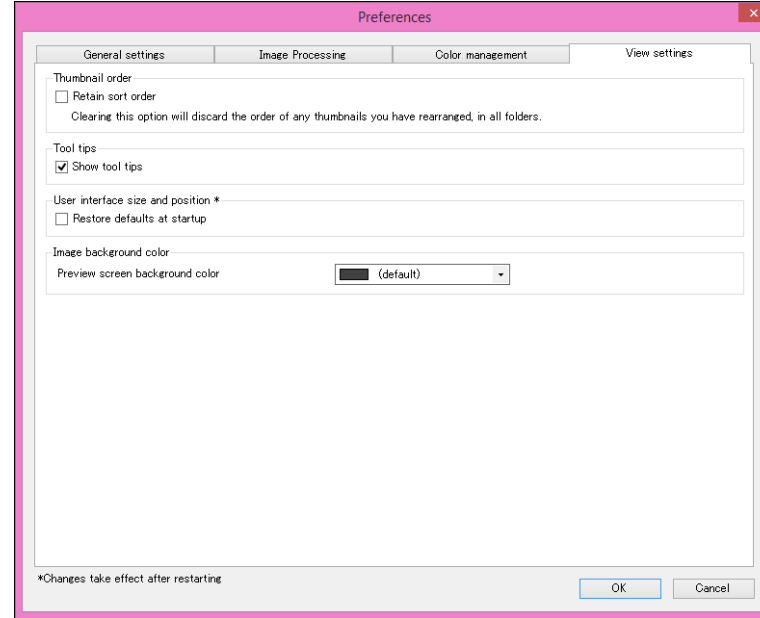 Preferences
General settings
Image Processing
Color management
View settings
Thumbnail order
Retain sort order
Clearing this option will discard the order of any thumbnails you have rearranged, in all folders.
Tool tips
Show tool tips
User interface size and position *
Restore defaults at startup
Image background color
Preview screen background color
(default)
*Changes take effect after restarting
OK
Cancel